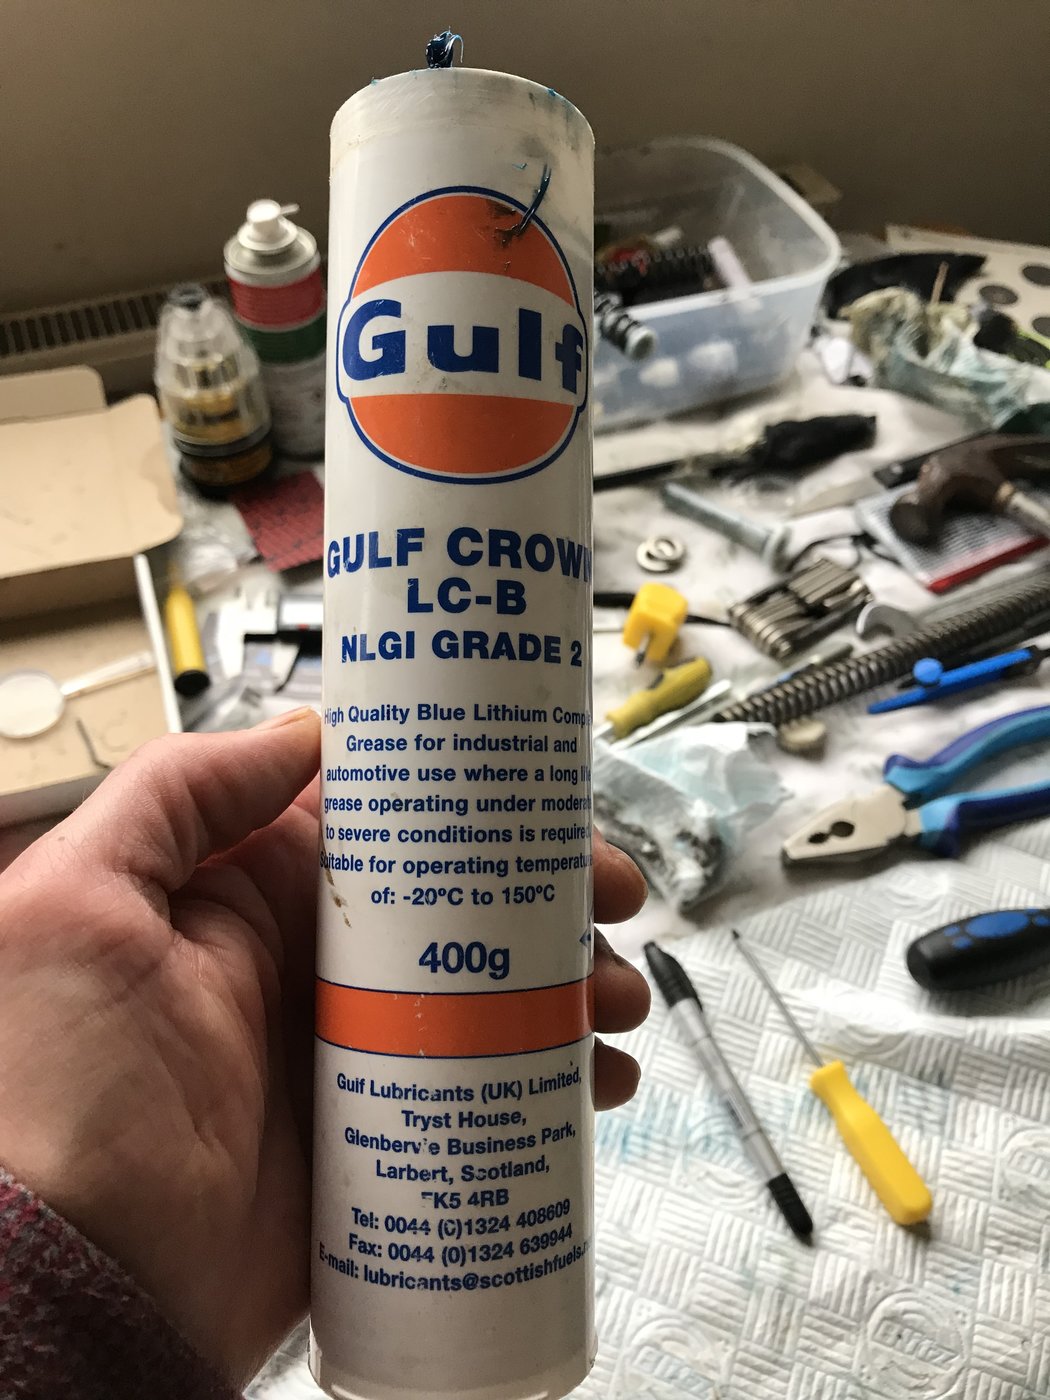 Gulf
GULF CROWN
LC-B
NLGI GRADE 2
High Quality Blue Lithium Comp
Grease for industrial and
automotive use where a long life
grease operating under moderat
to severe conditions is required
Suitable for operating temperatu
of: -20°C to 150°C
400g
Gulf Lubricants (UK) Limited,
Tryst House,
Glenbervie Business Park,
Larbert, Scotland,
FK5 4RB
Tel: 0044 (0)1324 408609
Fax: 0044 (0)1324 639944
E-mail: lubricants@scottishfuels.
Blitz